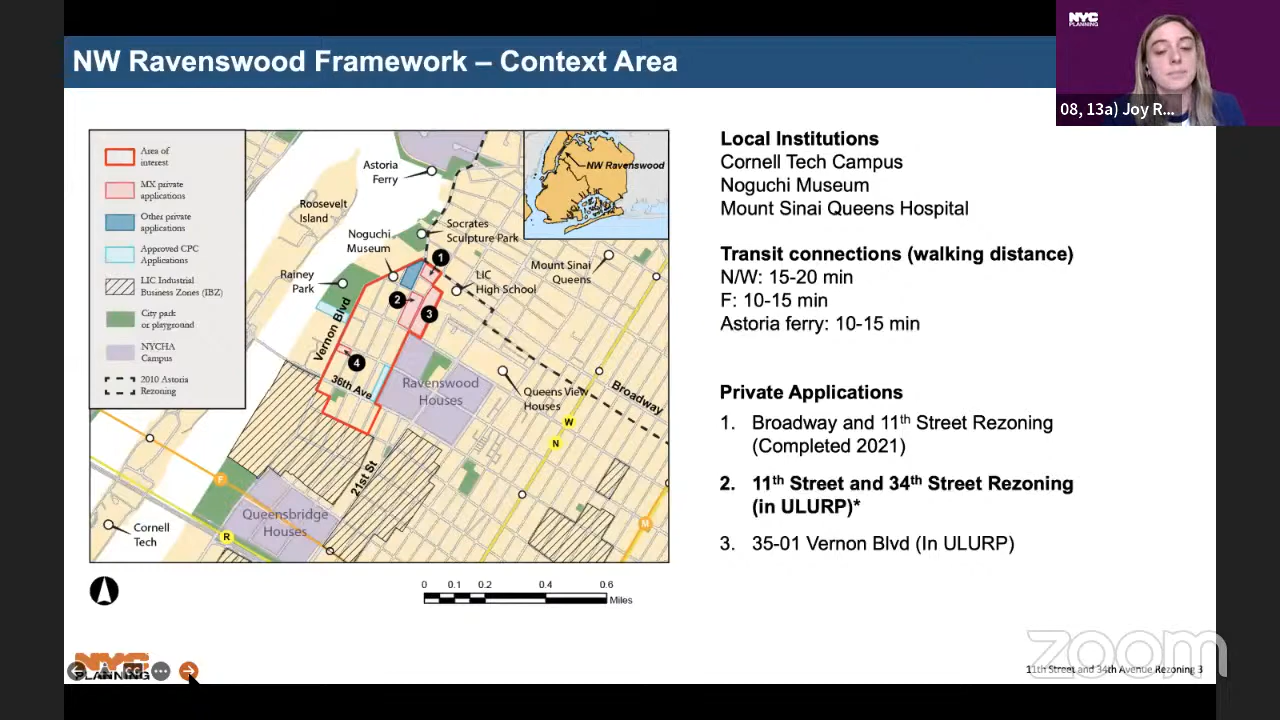 NYC
PLANNING
NW Ravenswood Framework – Context Area
08, 13a) Joy R...
Area of
interest
MX private
applications
Other private
applications
Approved CPC
Applications
LIC Industrial
Business Zones (IBZ)
City park
or playground
NYCHA
Campus
2010 Astoria
Rezoning
Astoria
Ferry
Roosevelt
Island
Noguchi
Museum
Socrates
Sculpture Park
Rainey
Park
LIC
High School
Mount Sinai
Queens
NW Ravenswood
1
2
3
4
Vernon Blvd
36th Ave
Ravenswood
Houses
Queens View
Houses
Broadway
W
N
21st St
F
Queensbridge
Houses
Cornell
Tech
R
M
0 0.1 0.2 0.4 0.6
Miles
Local Institutions
Cornell Tech Campus
Noguchi Museum
Mount Sinai Queens Hospital
Transit connections (walking distance)
N/W: 15-20 min
F: 10-15 min
Astoria ferry: 10-15 min
Private Applications
1. Broadway and 11th Street Rezoning
(Completed 2021)
2. 11th Street and 34th Street Rezoning
(in ULURP)*
3. 35-01 Vernon Blvd (In ULURP)
NYC
PLANNING
zoom
11th Street and 34th Avenue Rezoning 3